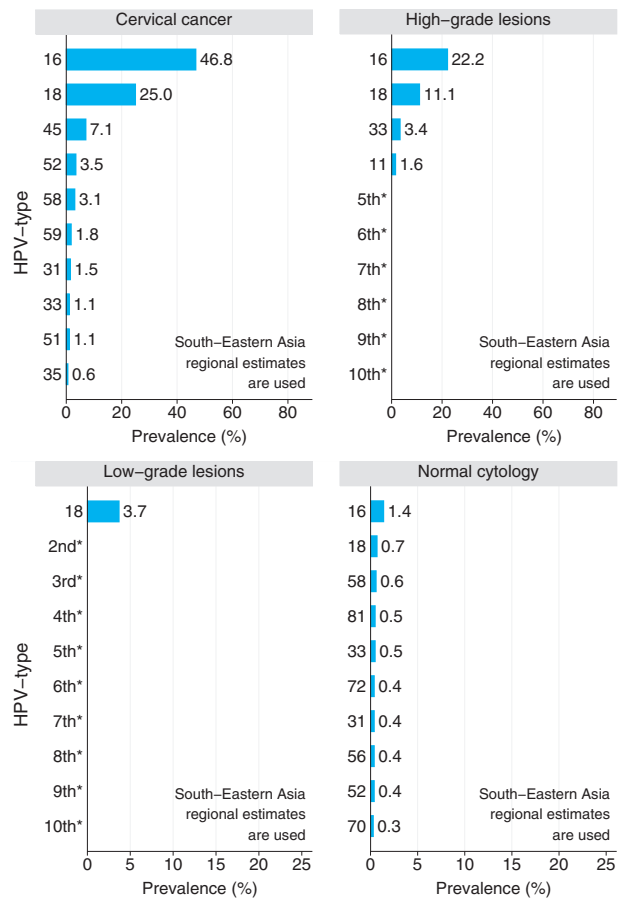 Cervical cancer
HPV−type
16 46.8
18 25.0
45 7.1
52 3.5
58 3.1
59 1.8
31 1.5
33 1.1
51 1.1
35 0.6
South−Eastern Asia
regional estimates
are used
0 20 40 60 80
Prevalence (%)
High−grade lesions
16 22.2
18 11.1
33 3.4
11 1.6
5th*
6th*
7th*
8th*
9th*
10th*
South−Eastern Asia
regional estimates
are used
0 20 40 60 80
Prevalence (%)
Low−grade lesions
HPV−type
18 3.7
2nd*
3rd*
4th*
5th*
6th*
7th*
8th*
9th*
10th*
South−Eastern Asia
regional estimates
are used
0 5 10 15 20 25
Prevalence (%)
Normal cytology
16 1.4
18 0.7
58 0.6
81 0.5
33 0.5
72 0.4
31 0.4
56 0.4
52 0.4
70 0.3
South−Eastern Asia
regional estimates
are used
0 5 10 15 20 25
Prevalence (%)